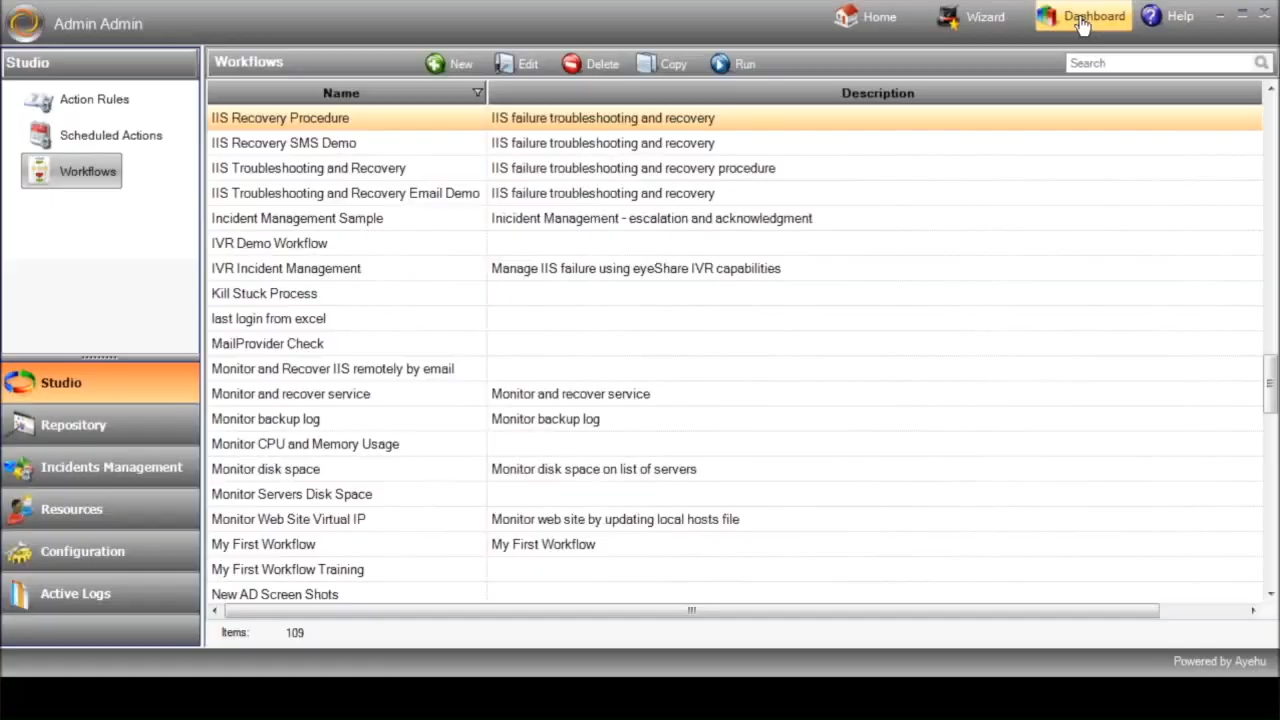 Admin Admin
Home
Wizard
Dashboard
Help
Studio
Action Rules
Scheduled Actions
Workflows
Studio
Repository
Incidents Management
Resources
Configuration
Active Logs
Workflows
New
Edit
Delete
Copy
Run
Search
Name Description
IIS Recovery Procedure IIS failure troubleshooting and recovery
IIS Recovery SMS Demo IIS failure troubleshooting and recovery
IIS Troubleshooting and Recovery IIS failure troubleshooting and recovery procedure
IIS Troubleshooting and Recovery Email Demo IIS failure troubleshooting and recovery
Incident Management Sample Inicident Management - escalation and acknowledgment
IVR Demo Workflow
IVR Incident Management Manage IIS failure using eyeShare IVR capabilities
Kill Stuck Process
last login from excel
MailProvider Check
Monitor and Recover IIS remotely by email
Monitor and recover service Monitor and recover service
Monitor backup log Monitor backup log
Monitor CPU and Memory Usage
Monitor disk space Monitor disk space on list of servers
Monitor Servers Disk Space
Monitor Web Site Virtual IP Monitor web site by updating local hosts file
My First Workflow My First Workflow
My First Workflow Training
New AD Screen Shots
Items: 109
Powered by Ayehu